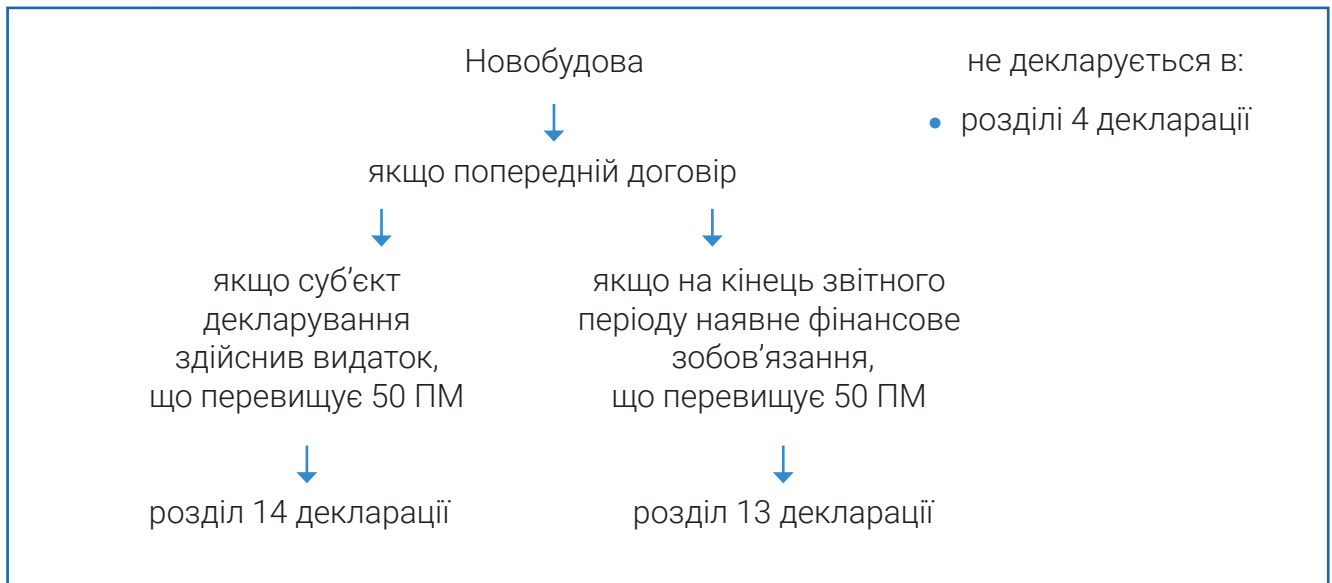 Новобудова
не декларується в:
• розділі 4 декларації
якщо попередній договір
якщо суб’єкт
декларування
здійснив видаток,
що перевищує 50 ПМ
якщо на кінець звітного
періоду наявне фінансове
зобов’язання,
що перевищує 50 ПМ
розділ 14 декларації
розділ 13 декларації